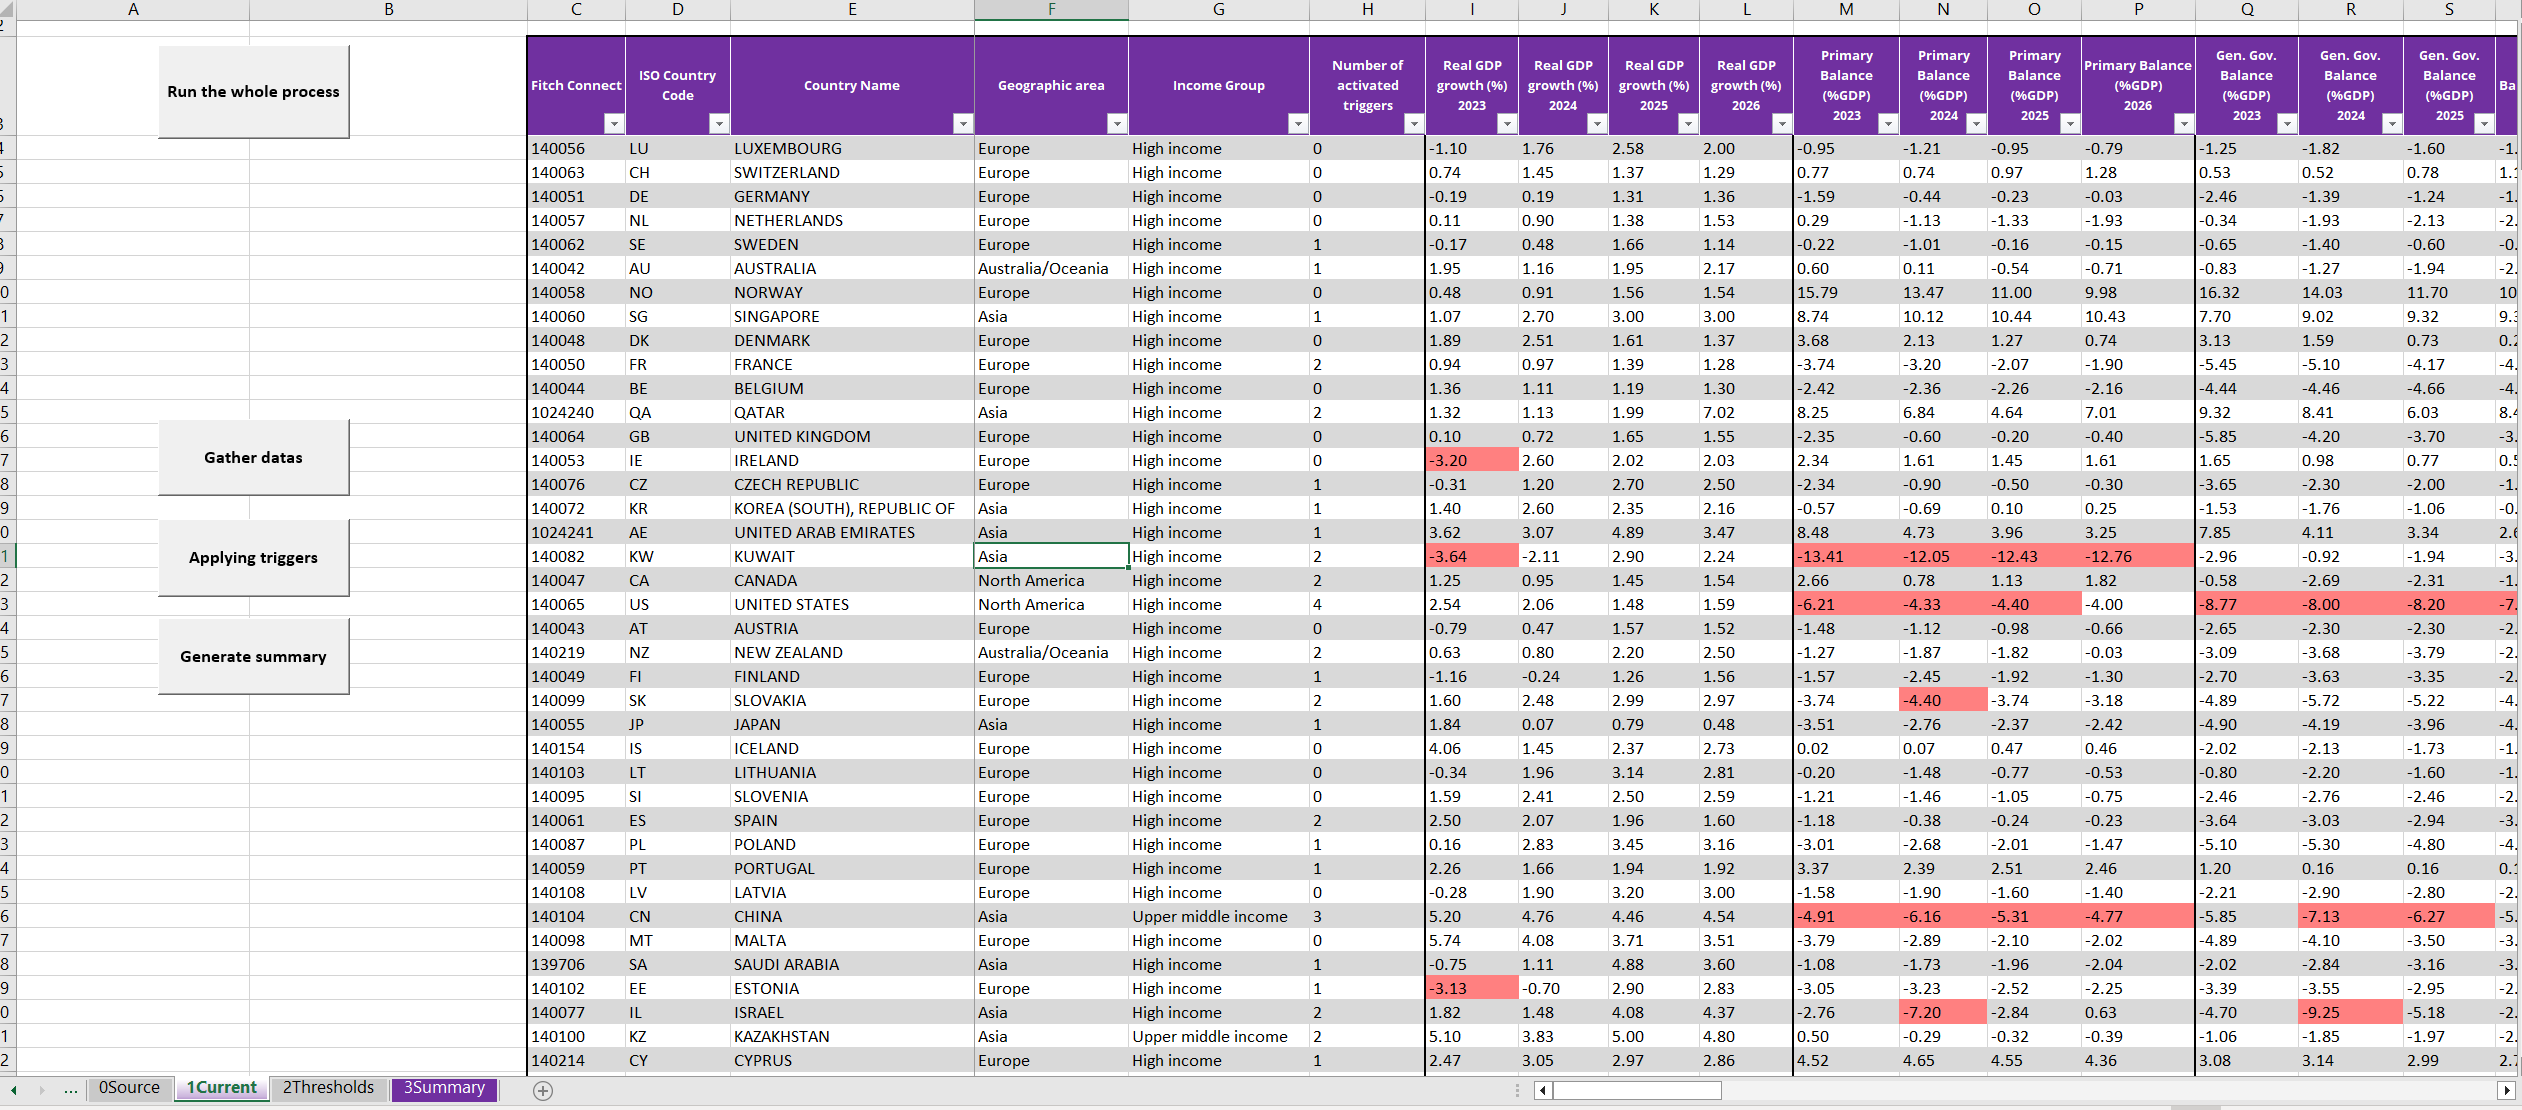 A B C D E F G H I J K L M N O P Q R S
Run the whole process
Fitch Connect ISO Country Code Country Name Geographic area Income Group Number of activated triggers Real GDP growth (%) 2023 Real GDP growth (%) 2024 Real GDP growth (%) 2025 Real GDP growth (%) 2026 Primary Balance (%GDP) 2023 Primary Balance (%GDP) 2024 Primary Balance (%GDP) 2025 Primary Balance (%GDP) 2026 Gen. Gov. Balance (%GDP) 2023 Gen. Gov. Balance (%GDP) 2024 Gen. Gov. Balance (%GDP) 2025 Ba
140056 LU LUXEMBOURG Europe High income 0 -1.10 1.76 2.58 2.00 -0.95 -1.21 -0.95 -0.79 -1.25 -1.82 -1.60 -1.
140063 CH SWITZERLAND Europe High income 0 0.74 1.45 1.37 1.29 0.77 0.74 0.97 1.28 0.53 0.52 0.78
140051 DE GERMANY Europe High income 0 -0.19 0.19 1.31 1.36 -1.59 -0.44 -0.23 -0.03 -2.46 -1.39 -1.24 -1.
140057 NL NETHERLANDS Europe High income 0 0.11 0.90 1.38 1.53 0.29 -1.13 -1.33 -1.93 -0.34 -1.93 -2.13 -2.
140062 SE SWEDEN Europe High income 1 -0.17 0.48 1.66 1.14 -0.22 -1.01 -0.16 -0.15 -0.65 -1.40 -0.60 -0.
140042 AU AUSTRALIA Australia/Oceania High income 1 1.95 1.16 1.95 2.17 0.60 0.11 -0.54 -0.71 -0.83 -1.27 -1.94 -2.
140058 NO NORWAY Europe High income 0 0.48 0.91 1.56 1.54 15.79 13.47 11.00 9.98 16.32 14.03 11.70 10
140060 SG SINGAPORE Asia High income 1 1.07 2.70 3.00 3.00 8.74 10.12 10.44 10.43 7.70 9.02 9.32
140048 DK DENMARK Europe High income 0 1.89 2.51 1.61 1.37 3.68 2.13 1.27 0.74 3.13 1.59 0.73
140050 FR FRANCE Europe High income 2 0.94 0.97 1.39 1.28 -3.74 -3.20 -2.07 -1.90 -5.45 -5.10 -4.17 -4.
140044 BE BELGIUM Europe High income 0 1.36 1.11 1.19 1.30 -2.42 -2.36 -2.26 -2.16 -4.44 -4.46 -4.66 -4.
1024240 QA QATAR Asia High income 2 1.32 1.13 1.99 7.02 8.25 6.84 4.64 7.01 9.32 8.41 6.03
Gather datas
140064 GB UNITED KINGDOM Europe High income 0 0.10 0.72 1.65 1.55 -2.35 -0.60 -0.20 -0.40 -5.85 -4.20 -3.70 -3.
140053 IE IRELAND Europe High income 0 -3.20 2.60 2.02 2.03 2.34 1.61 1.45 1.61 1.65 0.98 0.77
140076 CZ CZECH REPUBLIC Europe High income 1 -0.31 1.20 2.70 2.50 -2.34 -0.90 -0.50 -0.30 -3.65 -2.30 -2.00 -1.
140072 KR KOREA (SOUTH), REPUBLIC OF Asia High income 1 1.40 2.60 2.35 2.16 -0.57 -0.69 0.10 0.25 -1.53 -1.76 -1.06 -0.
1024241 AE UNITED ARAB EMIRATES Asia High income 1 3.62 3.07 4.89 3.47 8.48 4.73 3.96 3.25 7.85 4.11 3.34
Applying triggers
140082 KW KUWAIT Asia High income 2 -3.64 -2.11 2.90 2.24 -13.41 -12.05 -12.43 -12.76 -2.96 -0.92 -1.94 -3.
140047 CA CANADA North America High income 2 1.25 0.95 1.45 1.54 2.66 0.78 1.13 1.82 -0.58 -2.69 -2.31 -1.
140065 US UNITED STATES North America High income 4 2.54 2.06 1.48 1.59 -6.21 -4.33 -4.40 -4.00 -8.77 -8.00 -8.20 -7.
140043 AT AUSTRIA Europe High income 0 -0.79 0.47 1.57 1.52 -1.48 -1.12 -0.98 -0.66 -2.65 -2.30 -2.30 -2.
Generate summary
140219 NZ NEW ZEALAND Australia/Oceania High income 2 0.63 0.80 2.20 2.50 -1.27 -1.87 -1.82 -0.03 -3.09 -3.68 -3.79 -2.
140049 FI FINLAND Europe High income 1 -1.16 -0.24 1.26 1.56 -1.57 -2.45 -1.92 -1.30 -2.70 -3.63 -3.35 -2.
140099 SK SLOVAKIA Europe High income 2 1.60 2.48 2.99 2.97 -3.74 -4.40 -3.74 -3.18 -4.89 -5.72 -5.22 -4.
140055 JP JAPAN Asia High income 1 1.84 0.07 0.79 0.48 -3.51 -2.76 -2.37 -2.42 -4.90 -4.19 -3.96 -4.
140154 IS ICELAND Europe High income 0 4.06 1.45 2.37 2.73 0.02 0.07 0.47 0.46 -2.02 -2.13 -1.73 -1.
140103 LT LITHUANIA Europe High income 0 -0.34 1.96 3.14 2.81 -0.20 -1.48 -0.77 -0.53 -0.80 -2.20 -1.60 -1.
140095 SI SLOVENIA Europe High income 0 1.59 2.41 2.50 2.59 -1.21 -1.46 -1.05 -0.75 -2.46 -2.76 -2.46 -2.
140061 ES SPAIN Europe High income 2 2.50 2.07 1.96 1.60 -1.18 -0.38 -0.24 -0.23 -3.64 -3.03 -2.94 -3.
140087 PL POLAND Europe High income 1 0.16 2.83 3.45 3.16 -3.01 -2.68 -2.01 -1.47 -5.10 -5.30 -4.80 -4.
140059 PT PORTUGAL Europe High income 1 2.26 1.66 1.94 1.92 3.37 2.39 2.51 2.46 1.20 0.16 0.16
140108 LV LATVIA Europe High income 0 -0.28 1.90 3.20 3.00 -1.58 -1.90 -1.60 -1.40 -2.21 -2.90 -2.80 -2.
140104 CN CHINA Asia Upper middle income 3 5.20 4.76 4.46 4.54 -4.91 -6.16 -5.31 -4.77 -5.85 -7.13 -6.27 -5.
140098 MT MALTA Europe High income 0 5.74 4.08 3.71 3.51 -3.79 -2.89 -2.10 -2.02 -4.89 -4.10 -3.50 -3.
139706 SA SAUDI ARABIA Asia High income 1 -0.75 1.11 4.88 3.60 -1.08 -1.73 -1.96 -2.04 -2.02 -2.84 -3.16 -3.
140102 EE ESTONIA Europe High income 1 -3.13 -0.70 2.90 2.83 -3.05 -3.23 -2.52 -2.25 -3.39 -3.55 -2.95 -2.
140077 IL ISRAEL Asia High income 2 1.82 1.48 4.08 4.37 -2.76 -7.20 -2.84 0.63 -4.70 -9.25 -5.18 -2.
140100 KZ KAZAKHSTAN Asia Upper middle income 2 5.10 3.83 5.00 4.80 0.50 -0.29 -0.32 -0.39 -1.06 -1.85 -1.97 -2.
140214 CY CYPRUS Europe High income 1 2.47 3.05 2.97 2.86 4.52 4.65 4.55 4.36 3.08 3.14 2.99
... 0Source 1Current 2Thresholds 3Summary